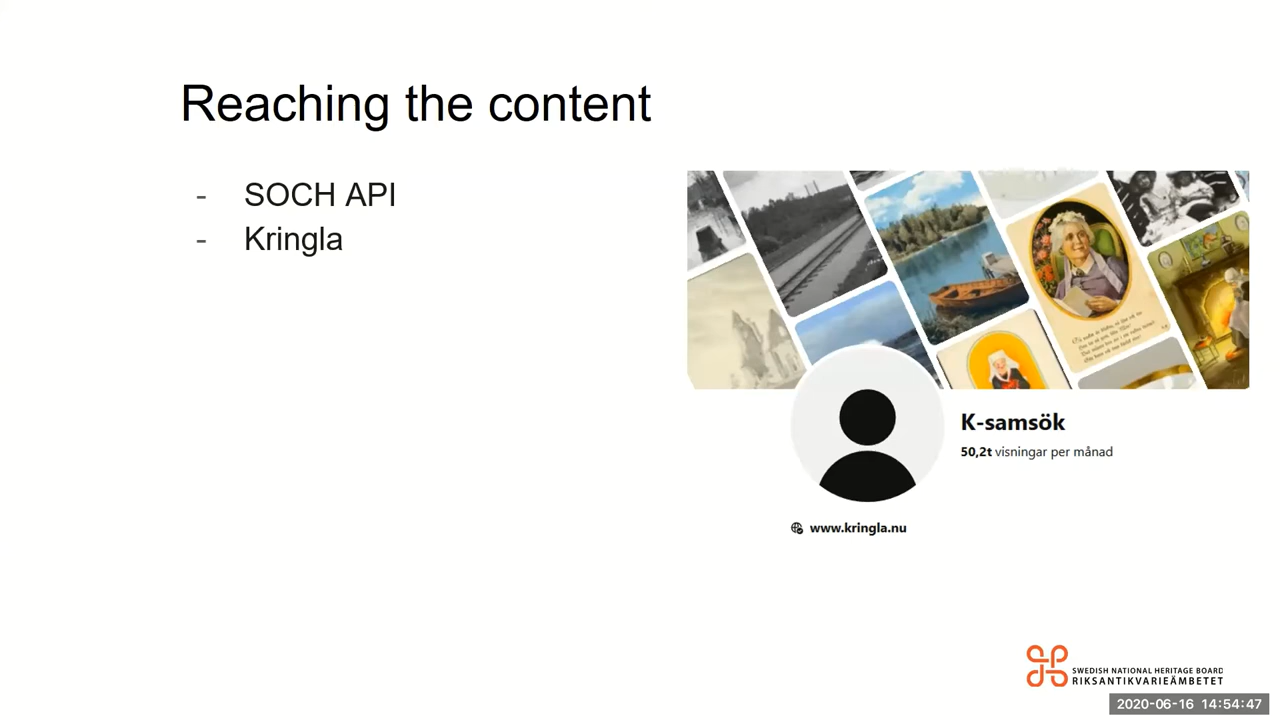 Reaching the content
- SOCH API
- Kringla
K-samsök
50,2t visningar per månad
www.kringla.nu
SWEDISH NATIONAL HERITAGE BOARD
RIKSANTIKVARIEÄMBETET
2020-06-16 14:54:47